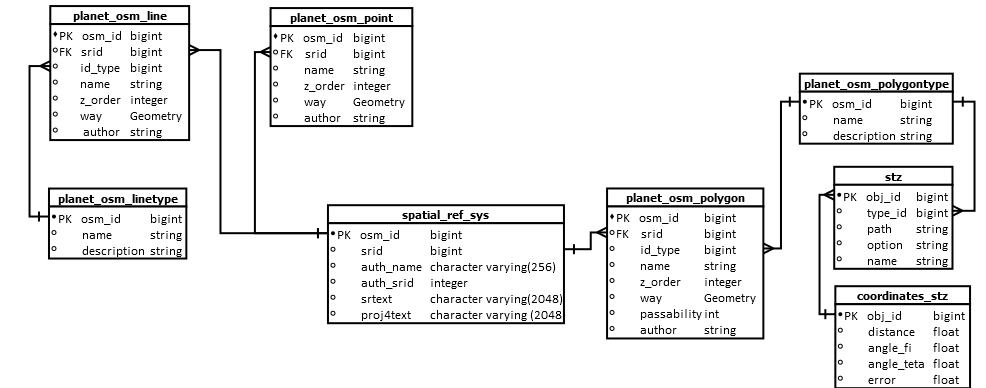 planet_osm_line
PK osm_id bigint
FK srid bigint
id_type bigint
name string
z_order integer
way Geometry
author string
planet_osm_point
PK osm_id bigint
FK srid bigint
name string
z_order integer
way Geometry
author string
planet_osm_polygontype
PK osm_id bigint
name string
description string
stz
PK obj_id bigint
type_id bigint
path string
option string
name string
planet_osm_linetype
PK osm_id bigint
name string
description string
spatial_ref_sys
PK osm_id bigint
srid bigint
auth_name character varying(256)
auth_srid integer
srtext character varying(2048)
proj4text character varying (2048
planet_osm_polygon
PK osm_id bigint
FK srid bigint
id_type bigint
name string
z_order integer
way Geometry
passability int
author string
coordinates_stz
PK obj_id bigint
distance float
angle_fi float
angle_teta float
error float